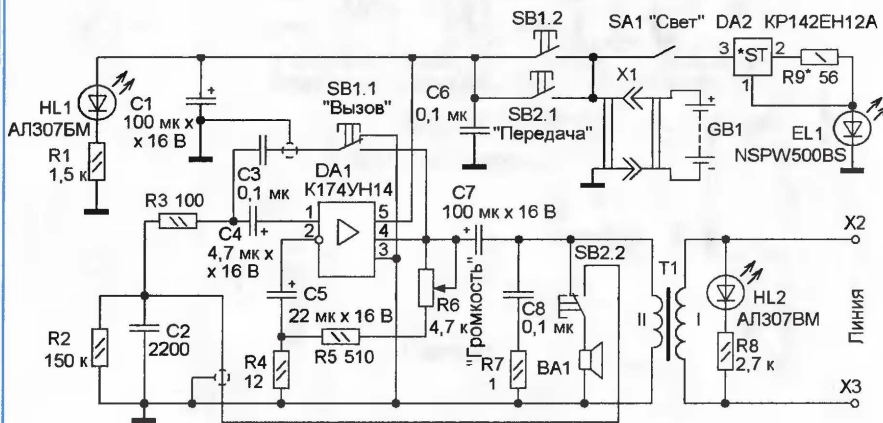 SB1.2
SA1 "Свет"
DA2 КР142ЕН12А
3
*ST
2
1
R9* 56
HL1
АЛ307БМ
C1
100 мк х
х 16 В
+
SB1.1
"Вызов"
C6
0,1 мк
SB2.1
"Передача"
X1
+
GB1
−
EL1
NSPW500BS
R1
1,5 к
C3
0,1 мк
DA1
К174УН14
R3 100
C4
4,7 мк х
х 16 В
+
1
2
5
4
3
C7
100 мк х 16 В
+
SB2.2
T1
X2
HL2
АЛ307ВМ
Линия
C5
22 мк х 16 В
+
R6
4,7 к
"Громкость"
C8
0,1 мк
II
I
R2
150 к
C2
2200
R4
12
R5 510
R7
1
BA1
R8
2,7 к
X3